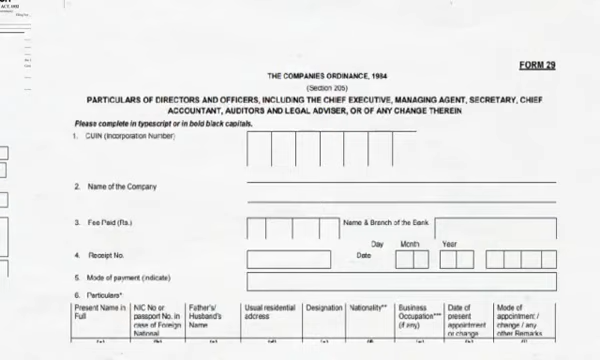 FORM 29
THE COMPANIES ORDINANCE, 1984
(Section 205)
PARTICULARS OF DIRECTORS AND OFFICERS, INCLUDING THE CHIEF EXECUTIVE, MANAGING AGENT, SECRETARY, CHIEF
ACCOUNTANT, AUDITORS AND LEGAL ADVISER, OR OF ANY CHANGE THEREIN
Please complete in typescript or in bold black capitals.
1. CUIN (Incorporation Number)
2. Name of the Company
3. Fee Paid (Rs.) Name & Branch of the Bank
Day Month Year
4. Receipt No. Date
5. Mode of payment (indicate)
6. Particulars*
Present Name in Full
NIC No or passport No. in case of Foreign National
Father's/ Husband's Name
Usual residential address
Designation
Nationality**
Business Occupation*** (if any)
Date of present appointment or change
Mode of appointment / change / any other Remarks